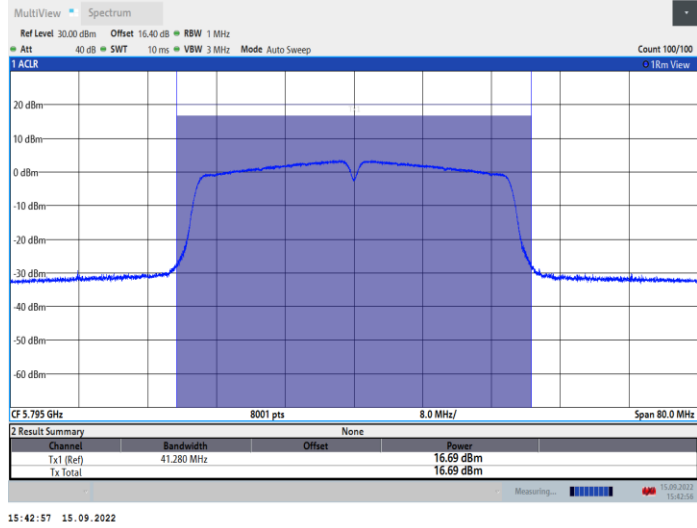 MultiView Spectrum
Ref Level 30.00 dBm Offset 16.40 dB RBW 1 MHz
Att 40 dB SWT 10 ms VBW 3 MHz Mode Auto Sweep Count 100/100
1 ACLR 1Rm View
20 dBm
10 dBm
0 dBm
-10 dBm
-20 dBm
-30 dBm
-40 dBm
-50 dBm
-60 dBm
CF 5.795 GHz 8001 pts 8.0 MHz/ Span 80.0 MHz
2 Result Summary None
Channel Bandwidth Offset Power
Tx1 (Ref) 41.280 MHz 16.69 dBm
Tx Total 16.69 dBm
Measuring... 15.09.2022
15:42:56
15:42:57 15.09.2022